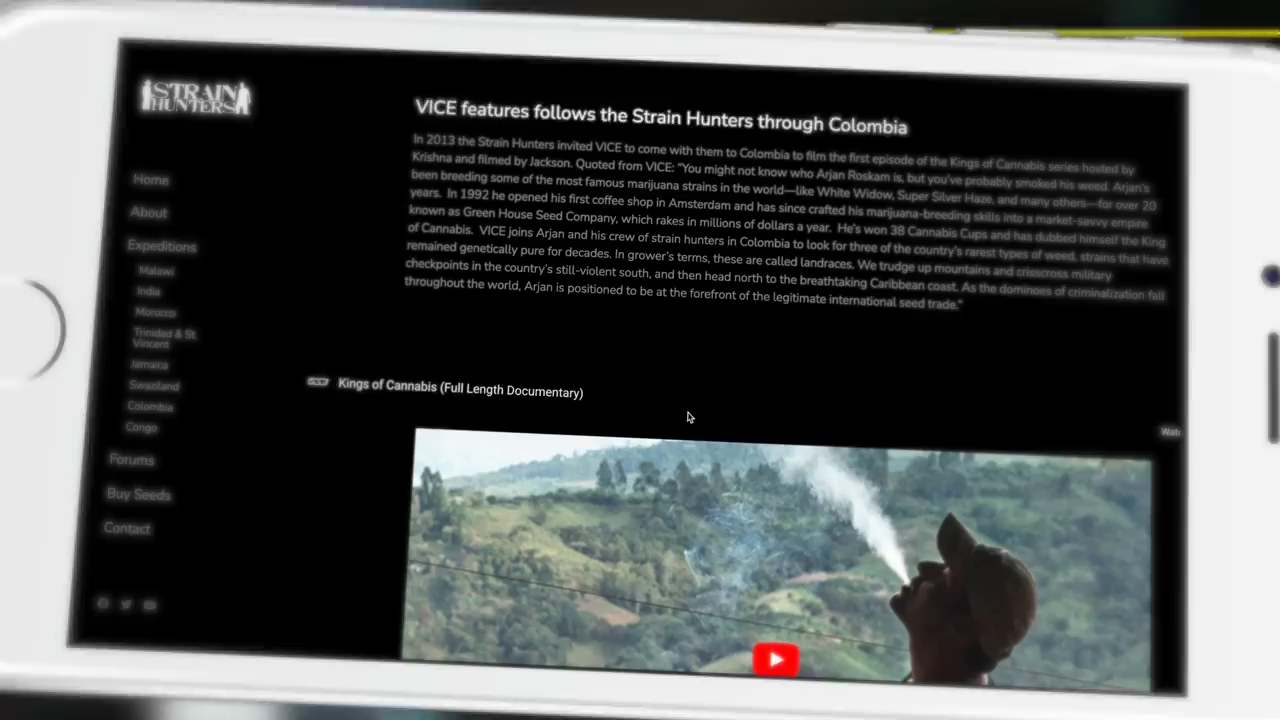 STRAIN
HUNTERS
Home
About
Expeditions
Malawi
India
Morocco
Trinidad & St.
Vincent
Jamaica
Swaziland
Colombia
Congo
Forums
Buy Seeds
Contact
VICE features follows the Strain Hunters through Colombia
In 2013 the Strain Hunters invited VICE to come with them to Colombia to film the first episode of the Kings of Cannabis series hosted by
Krishna and filmed by Jackson. Quoted from VICE: "You might not know who Arjan Roskam is, but you've probably smoked his weed. Arjan's
been breeding some of the most famous marijuana strains in the world—like White Widow, Super Silver Haze, and many others—for over 20
years. In 1992 he opened his first coffee shop in Amsterdam and has since crafted his marijuana-breeding skills into a market-savvy empire
known as Green House Seed Company, which rakes in millions of dollars a year. He's won 38 Cannabis Cups and has dubbed himself the King
of Cannabis. VICE joins Arjan and his crew of strain hunters in Colombia to look for three of the country's rarest types of weed, strains that have
remained genetically pure for decades. In grower's terms, these are called landraces. We trudge up mountains and crisscross military
checkpoints in the country's still-violent south, and then head north to the breathtaking Caribbean coast. As the dominoes of criminalization fall
throughout the world, Arjan is positioned to be at the forefront of the legitimate international seed trade."
Kings of Cannabis (Full Length Documentary)
Wat